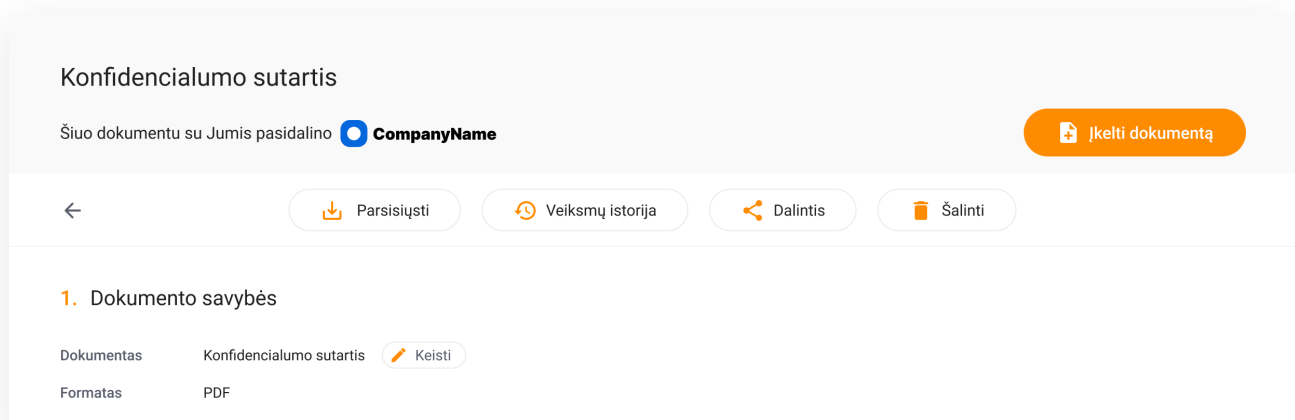 Konfidencialumo sutartis
Šiuo dokumentu su Jumis pasidalino CompanyName
Įkelti dokumentą
Parsisiųsti Veiksmų istorija Dalintis Šalinti
1. Dokumento savybės
Dokumentas Konfidencialumo sutartis Keisti
Formatas PDF